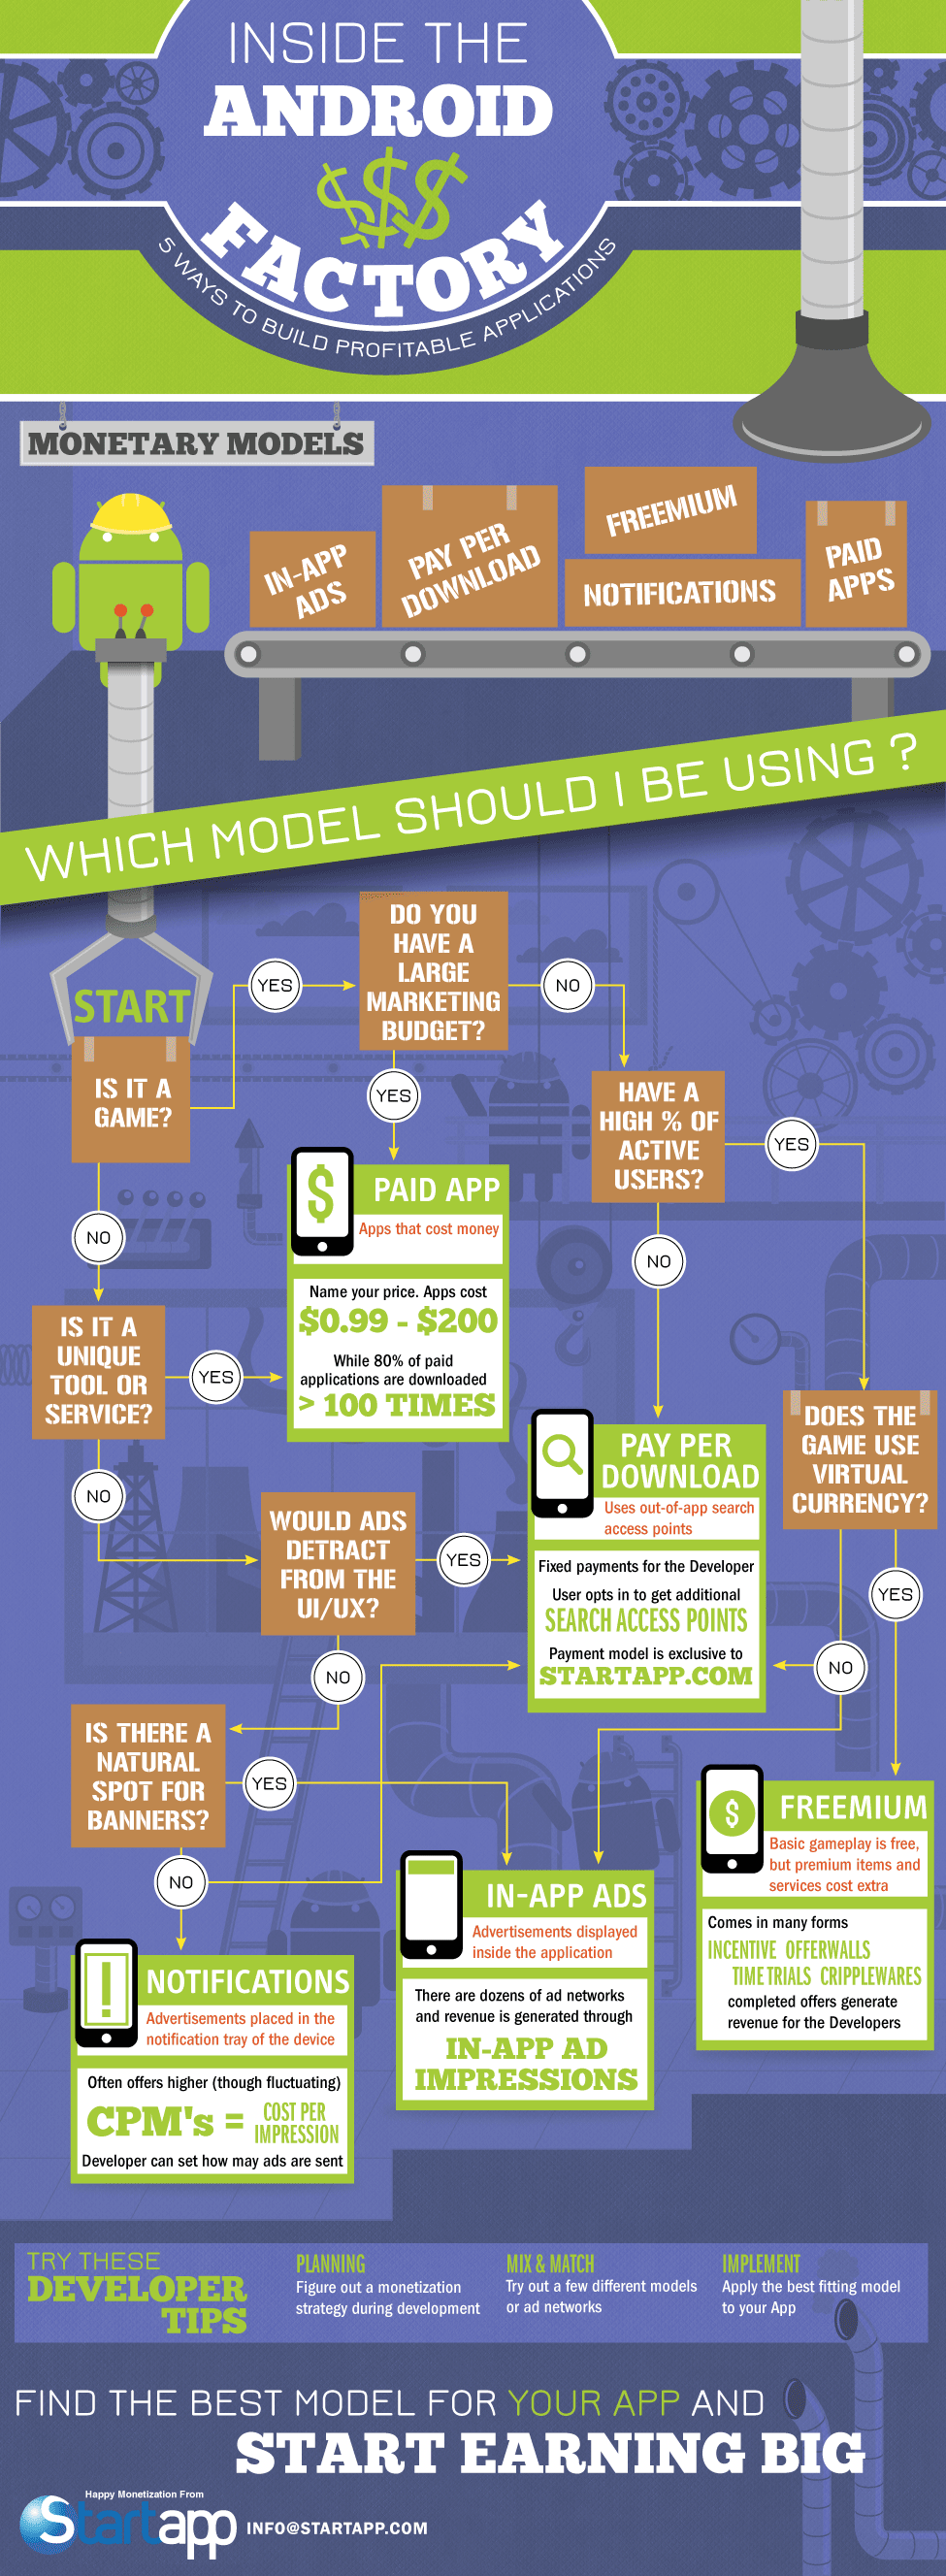 INSIDE THE
ANDROID
$$$
FACTORY
5 WAYS TO BUILD PROFITABLE APPLICATIONS
MONETARY MODELS
IN-APP
ADS
PAY PER
DOWNLOAD
FREEMIUM
NOTIFICATIONS
PAID
APPS
WHICH MODEL SHOULD I BE USING ?
START
IS IT A
GAME?
YES
DO YOU
HAVE A
LARGE
MARKETING
BUDGET?
NO
YES
HAVE A
HIGH % OF
ACTIVE
USERS?
YES
NO
NO
$
PAID APP
Apps that cost money
Name your price. Apps cost
$0.99 - $200
While 80% of paid
applications are downloaded
> 100 TIMES
IS IT A
UNIQUE
TOOL OR
SERVICE?
YES
NO
DOES THE
GAME USE
VIRTUAL
CURRENCY?
YES
NO
WOULD ADS
DETRACT
FROM THE
UI/UX?
YES
NO
PAY PER
DOWNLOAD
Uses out-of-app search
access points
Fixed payments for the Developer
User opts in to get additional
SEARCH ACCESS POINTS
Payment model is exclusive to
STARTAPP.COM
IS THERE A
NATURAL
SPOT FOR
BANNERS?
YES
NO
$
FREEMIUM
Basic gameplay is free,
but premium items and
services cost extra
Comes in many forms
INCENTIVE OFFERWALLS
TIME TRIALS CRIPPLEWARES
completed offers generate
revenue for the Developers
IN-APP ADS
Advertisements displayed
inside the application
There are dozens of ad networks
and revenue is generated through
IN-APP AD
IMPRESSIONS
!
NOTIFICATIONS
Advertisements placed in the
notification tray of the device
Often offers higher (though fluctuating)
CPM's = COST PER
IMPRESSION
Developer can set how may ads are sent
TRY THESE
DEVELOPER
TIPS
PLANNING
Figure out a monetization
strategy during development
MIX & MATCH
Try out a few different models
or ad networks
IMPLEMENT
Apply the best fitting model
to your App
FIND THE BEST MODEL FOR YOUR APP AND
START EARNING BIG
Happy Monetization From
Startapp
INFO@STARTAPP.COM